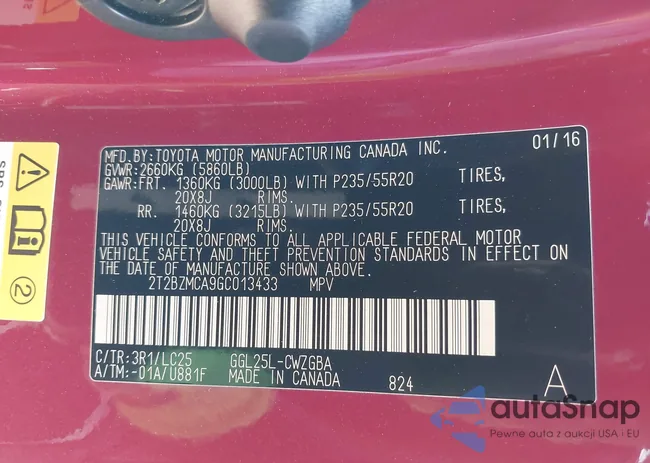 MFD.BY:TOYOTA MOTOR MANUFACTURING CANADA INC. 01/16
GVWR:2660KG (5860LB)
GAWR:FRT. 1360KG (3000LB) WITH P235/55R20 TIRES,
20X8J RIMS.
RR. 1460KG (3215LB) WITH P235/55R20 TIRES,
20X8J RIMS.
THIS VEHICLE CONFORMS TO ALL APPLICABLE FEDERAL MOTOR
VEHICLE SAFETY AND THEFT PREVENTION STANDARDS IN EFFECT ON
THE DATE OF MANUFACTURE SHOWN ABOVE.
2T2BZMCA9GC013433 MPV
C/TR:3R1/LC25 GGL25L-CWZGBA
A/TM:-01A/U881F MADE IN CANADA 824 A
2
autoSnap
Pewne auta z aukcji USA i EU